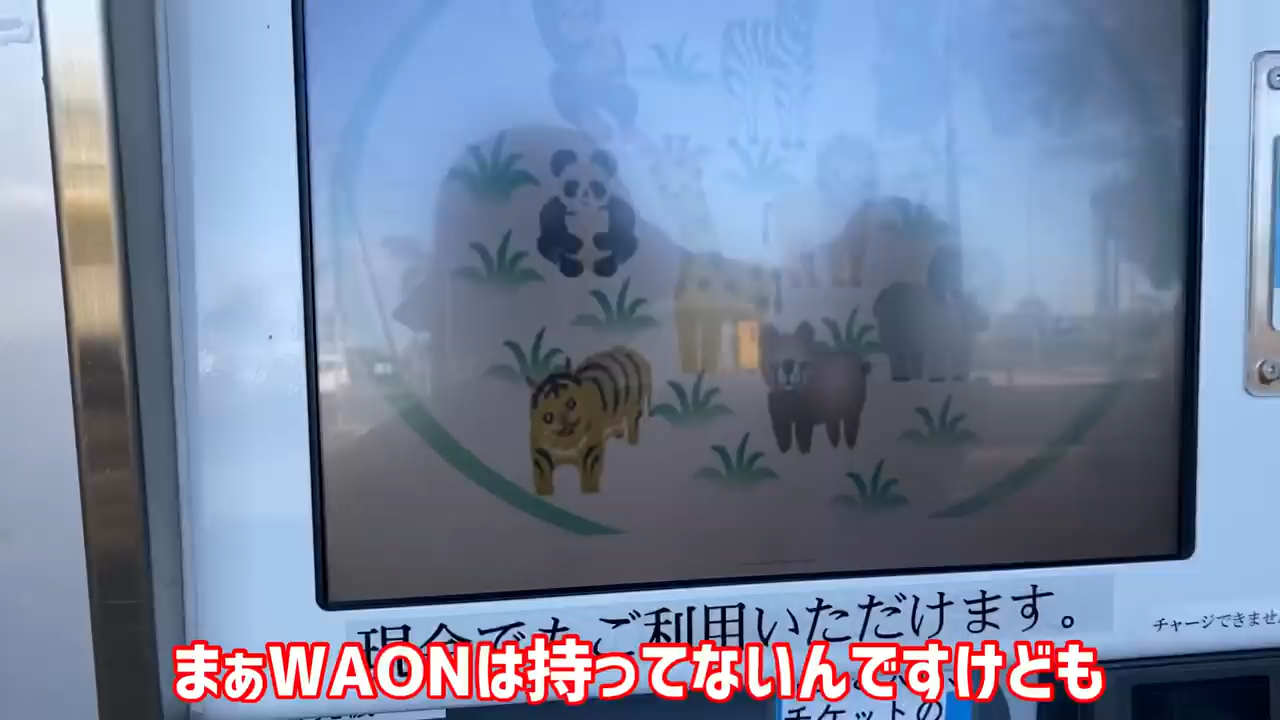 現金でもご利用いただけます。
チャージできませ
まぁWAONは持ってないんですけども
チケットの